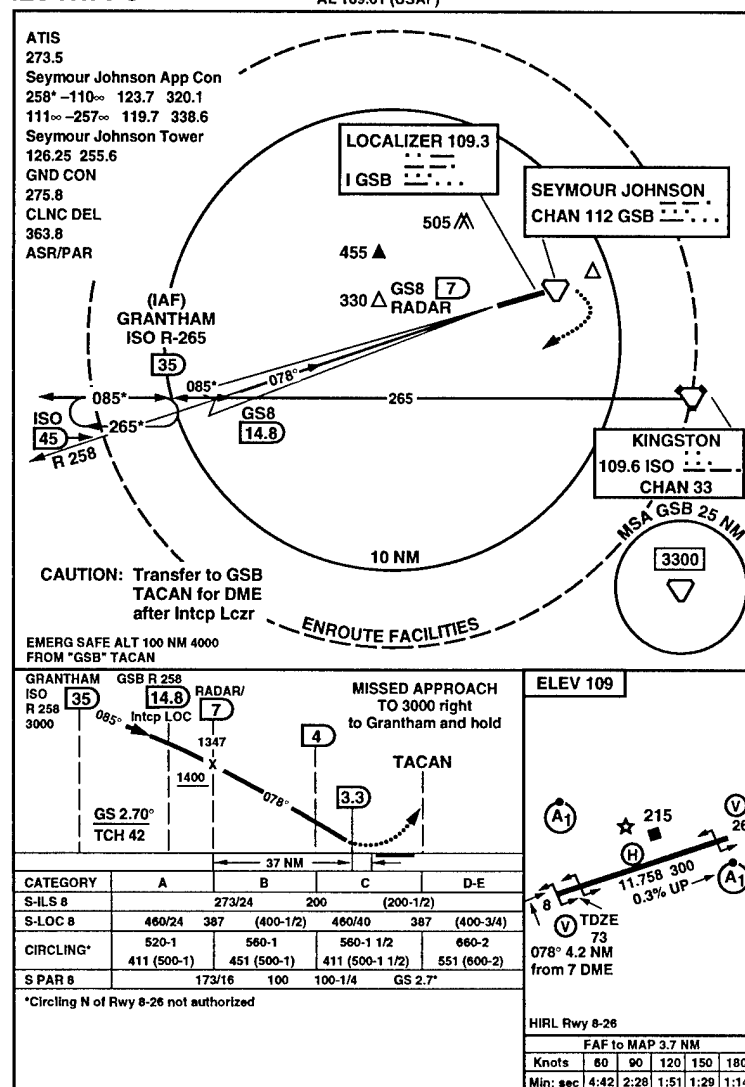 AL 109.01 (USAF)
ATIS
273.5
Seymour Johnson App Con
258* –110∞ 123.7 320.1
111∞ –257∞ 119.7 338.6
Seymour Johnson Tower
126.25 255.6
GND CON
275.8
CLNC DEL
363.8
ASR/PAR
LOCALIZER 109.3
I GSB
SEYMOUR JOHNSON
CHAN 112 GSB
505
455
330
GS8 7
RADAR
(IAF)
GRANTHAM
ISO R-265
35
085*
078°
085*
265*
265
ISO
45
R 258
GS8
14.8
KINGSTON
109.6 ISO
CHAN 33
MSA GSB 25 NM
3300
10 NM
CAUTION: Transfer to GSB
TACAN for DME
after Intcp Lczr
ENROUTE FACILITIES
EMERG SAFE ALT 100 NM 4000
FROM "GSB" TACAN
GRANTHAM
ISO 35
R 258
3000
GSB R 258
14.8
Intcp LOC
RADAR/
7
085°
1347
X
1400
078°
4
3.3
MISSED APPROACH
TO 3000 right
to Grantham and hold
TACAN
GS 2.70°
TCH 42
37 NM
CATEGORY A B C D-E
S-ILS 8 273/24 200 (200-1/2)
S-LOC 8 460/24 387 (400-1/2) 460/40 387 (400-3/4)
CIRCLING* 520-1 560-1 560-1 1/2 660-2
411 (500-1) 451 (500-1) 411 (500-1 1/2) 551 (600-2)
S PAR 8 173/16 100 100-1/4 GS 2.7*
*Circling N of Rwy 8-26 not authorized
ELEV 109
A1
215
V
26
H
11.758 300
0.3% UP
A1
8
V
TDZE
73
078° 4.2 NM
from 7 DME
HIRL Rwy 8-26
FAF to MAP 3.7 NM
Knots 60 90 120 150 180
Min: sec 4:42 2:28 1:51 1:29 1:14